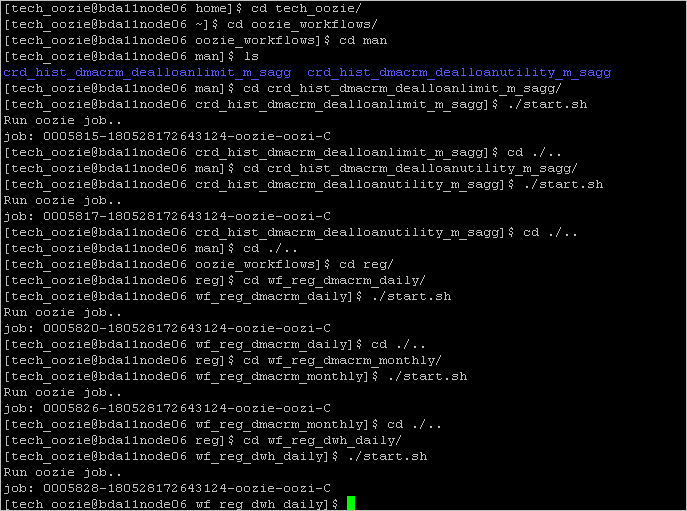 [tech_oozie@bda11node06 home]$ cd tech_oozie/
[tech_oozie@bda11node06 ~]$ cd oozie_workflows/
[tech_oozie@bda11node06 oozie_workflows]$ cd man
[tech_oozie@bda11node06 man]$ ls
crd_hist_dmacrm_dealloanlimit_m_sagg  crd_hist_dmacrm_dealloanutility_m_sagg
[tech_oozie@bda11node06 man]$ cd crd_hist_dmacrm_dealloanlimit_m_sagg/
[tech_oozie@bda11node06 crd_hist_dmacrm_dealloanlimit_m_sagg]$ ./start.sh
Run oozie job..
job: 0005815-180528172643124-oozie-oozi-C
[tech_oozie@bda11node06 crd_hist_dmacrm_dealloanlimit_m_sagg]$ cd ./..
[tech_oozie@bda11node06 man]$ cd crd_hist_dmacrm_dealloanutility_m_sagg/
[tech_oozie@bda11node06 crd_hist_dmacrm_dealloanutility_m_sagg]$ ./start.sh
Run oozie job..
job: 0005817-180528172643124-oozie-oozi-C
[tech_oozie@bda11node06 crd_hist_dmacrm_dealloanutility_m_sagg]$ cd ./..
[tech_oozie@bda11node06 man]$ cd ./..
[tech_oozie@bda11node06 oozie_workflows]$ cd reg/
[tech_oozie@bda11node06 reg]$ cd wf_reg_dmacrm_daily/
[tech_oozie@bda11node06 wf_reg_dmacrm_daily]$ ./start.sh
Run oozie job..
job: 0005820-180528172643124-oozie-oozi-C
[tech_oozie@bda11node06 wf_reg_dmacrm_daily]$ cd ./..
[tech_oozie@bda11node06 reg]$ cd wf_reg_dmacrm_monthly/
[tech_oozie@bda11node06 wf_reg_dmacrm_monthly]$ ./start.sh
Run oozie job..
job: 0005826-180528172643124-oozie-oozi-C
[tech_oozie@bda11node06 wf_reg_dmacrm_monthly]$ cd ./..
[tech_oozie@bda11node06 reg]$ cd wf_reg_dwh_daily/
[tech_oozie@bda11node06 wf_reg_dwh_daily]$ ./start.sh
Run oozie job..
job: 0005828-180528172643124-oozie-oozi-C
[tech_oozie@bda11node06 wf_reg_dwh_daily]$